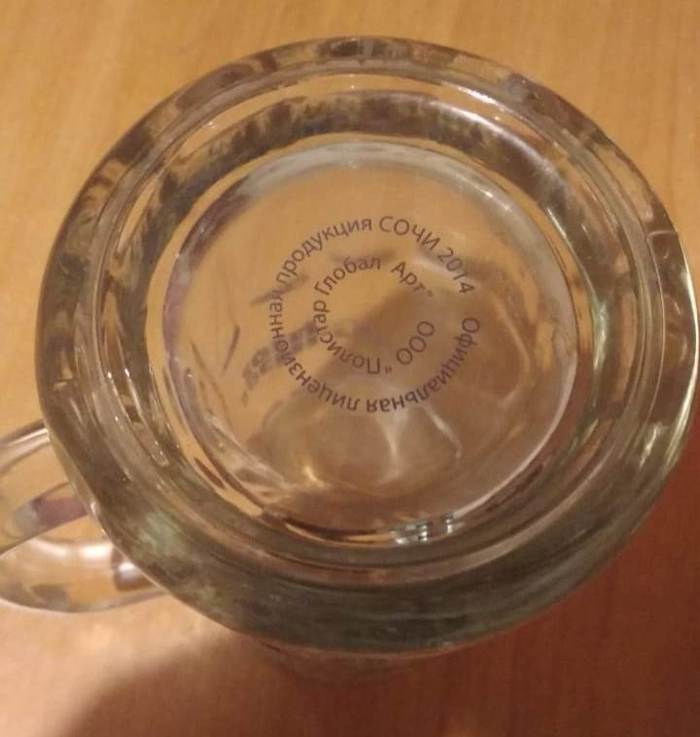 Официальная лицензионная продукция СОЧИ 2014
ООО "Полистар Глобал Арт"